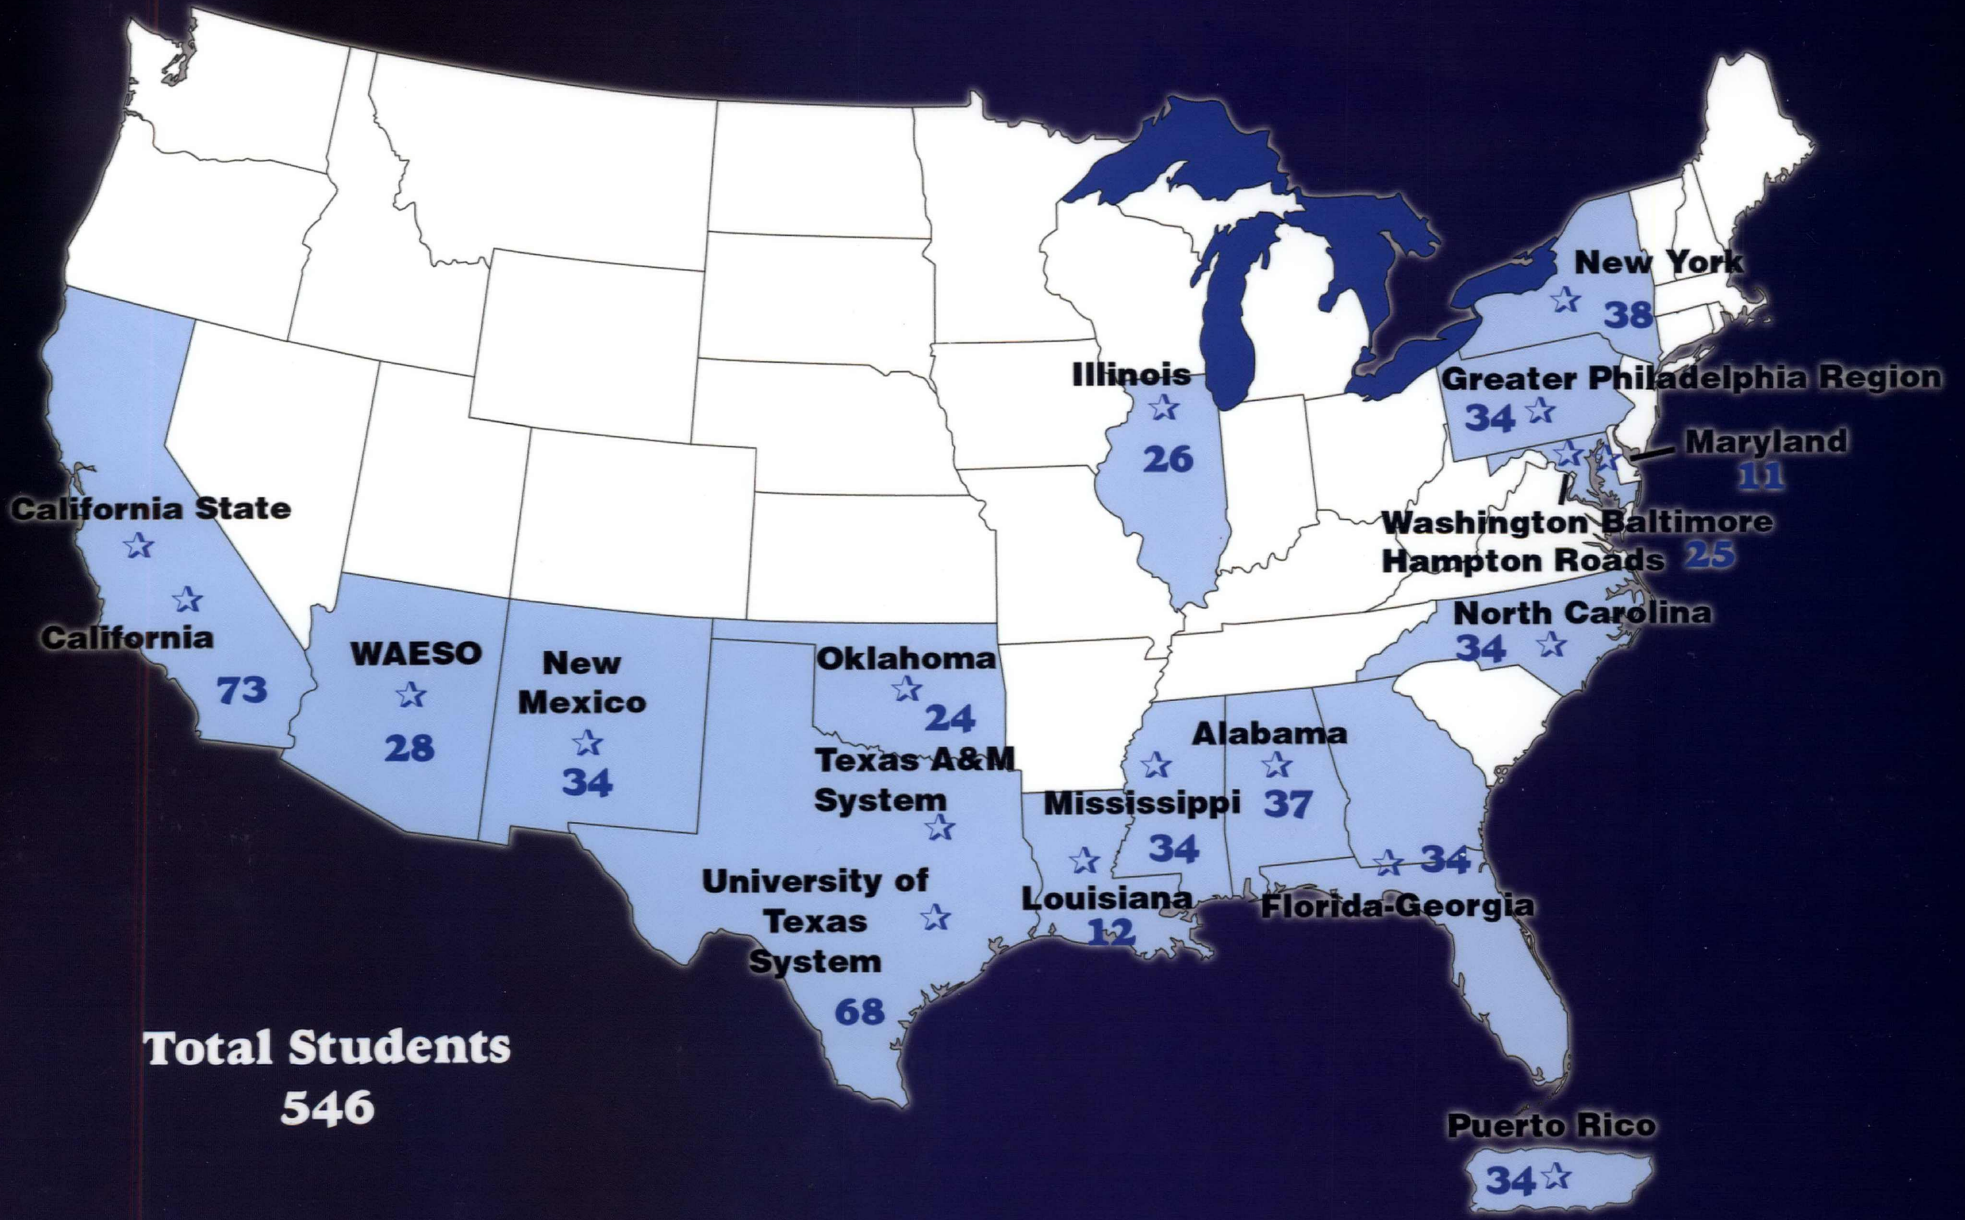 New York
38
Illinois
26
Greater Philadelphia Region
34
Maryland
11
Washington Baltimore
Hampton Roads 25
California State
California
73
WAESO
28
New
Mexico
34
Oklahoma
24
Texas A&M
System
University of
Texas
System
68
North Carolina
34
Alabama
37
Mississippi
34
Louisiana
12
34
Florida-Georgia
Total Students
546
Puerto Rico
34